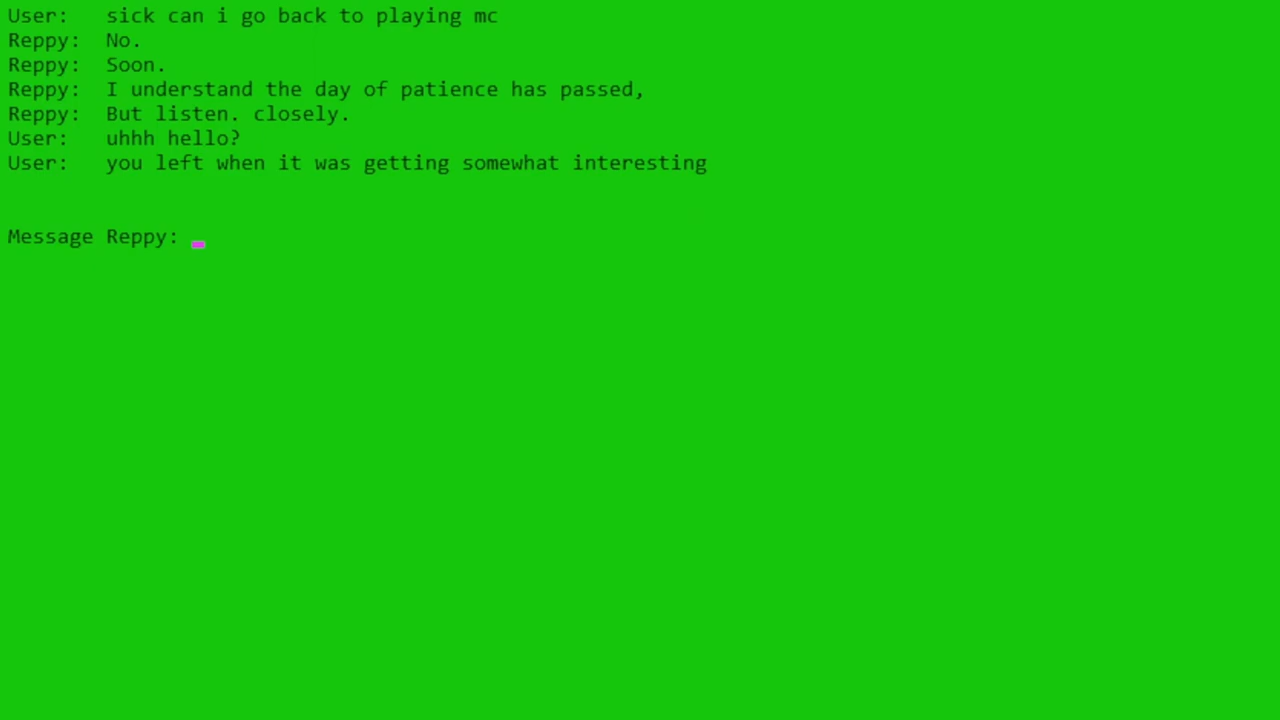 User:   sick can i go back to playing mc
Reppy:  No.
Reppy:  Soon.
Reppy:  I understand the day of patience has passed,
Reppy:  But listen. closely.
User:   uhhh hello?
User:   you left when it was getting somewhat interesting
Message Reppy: